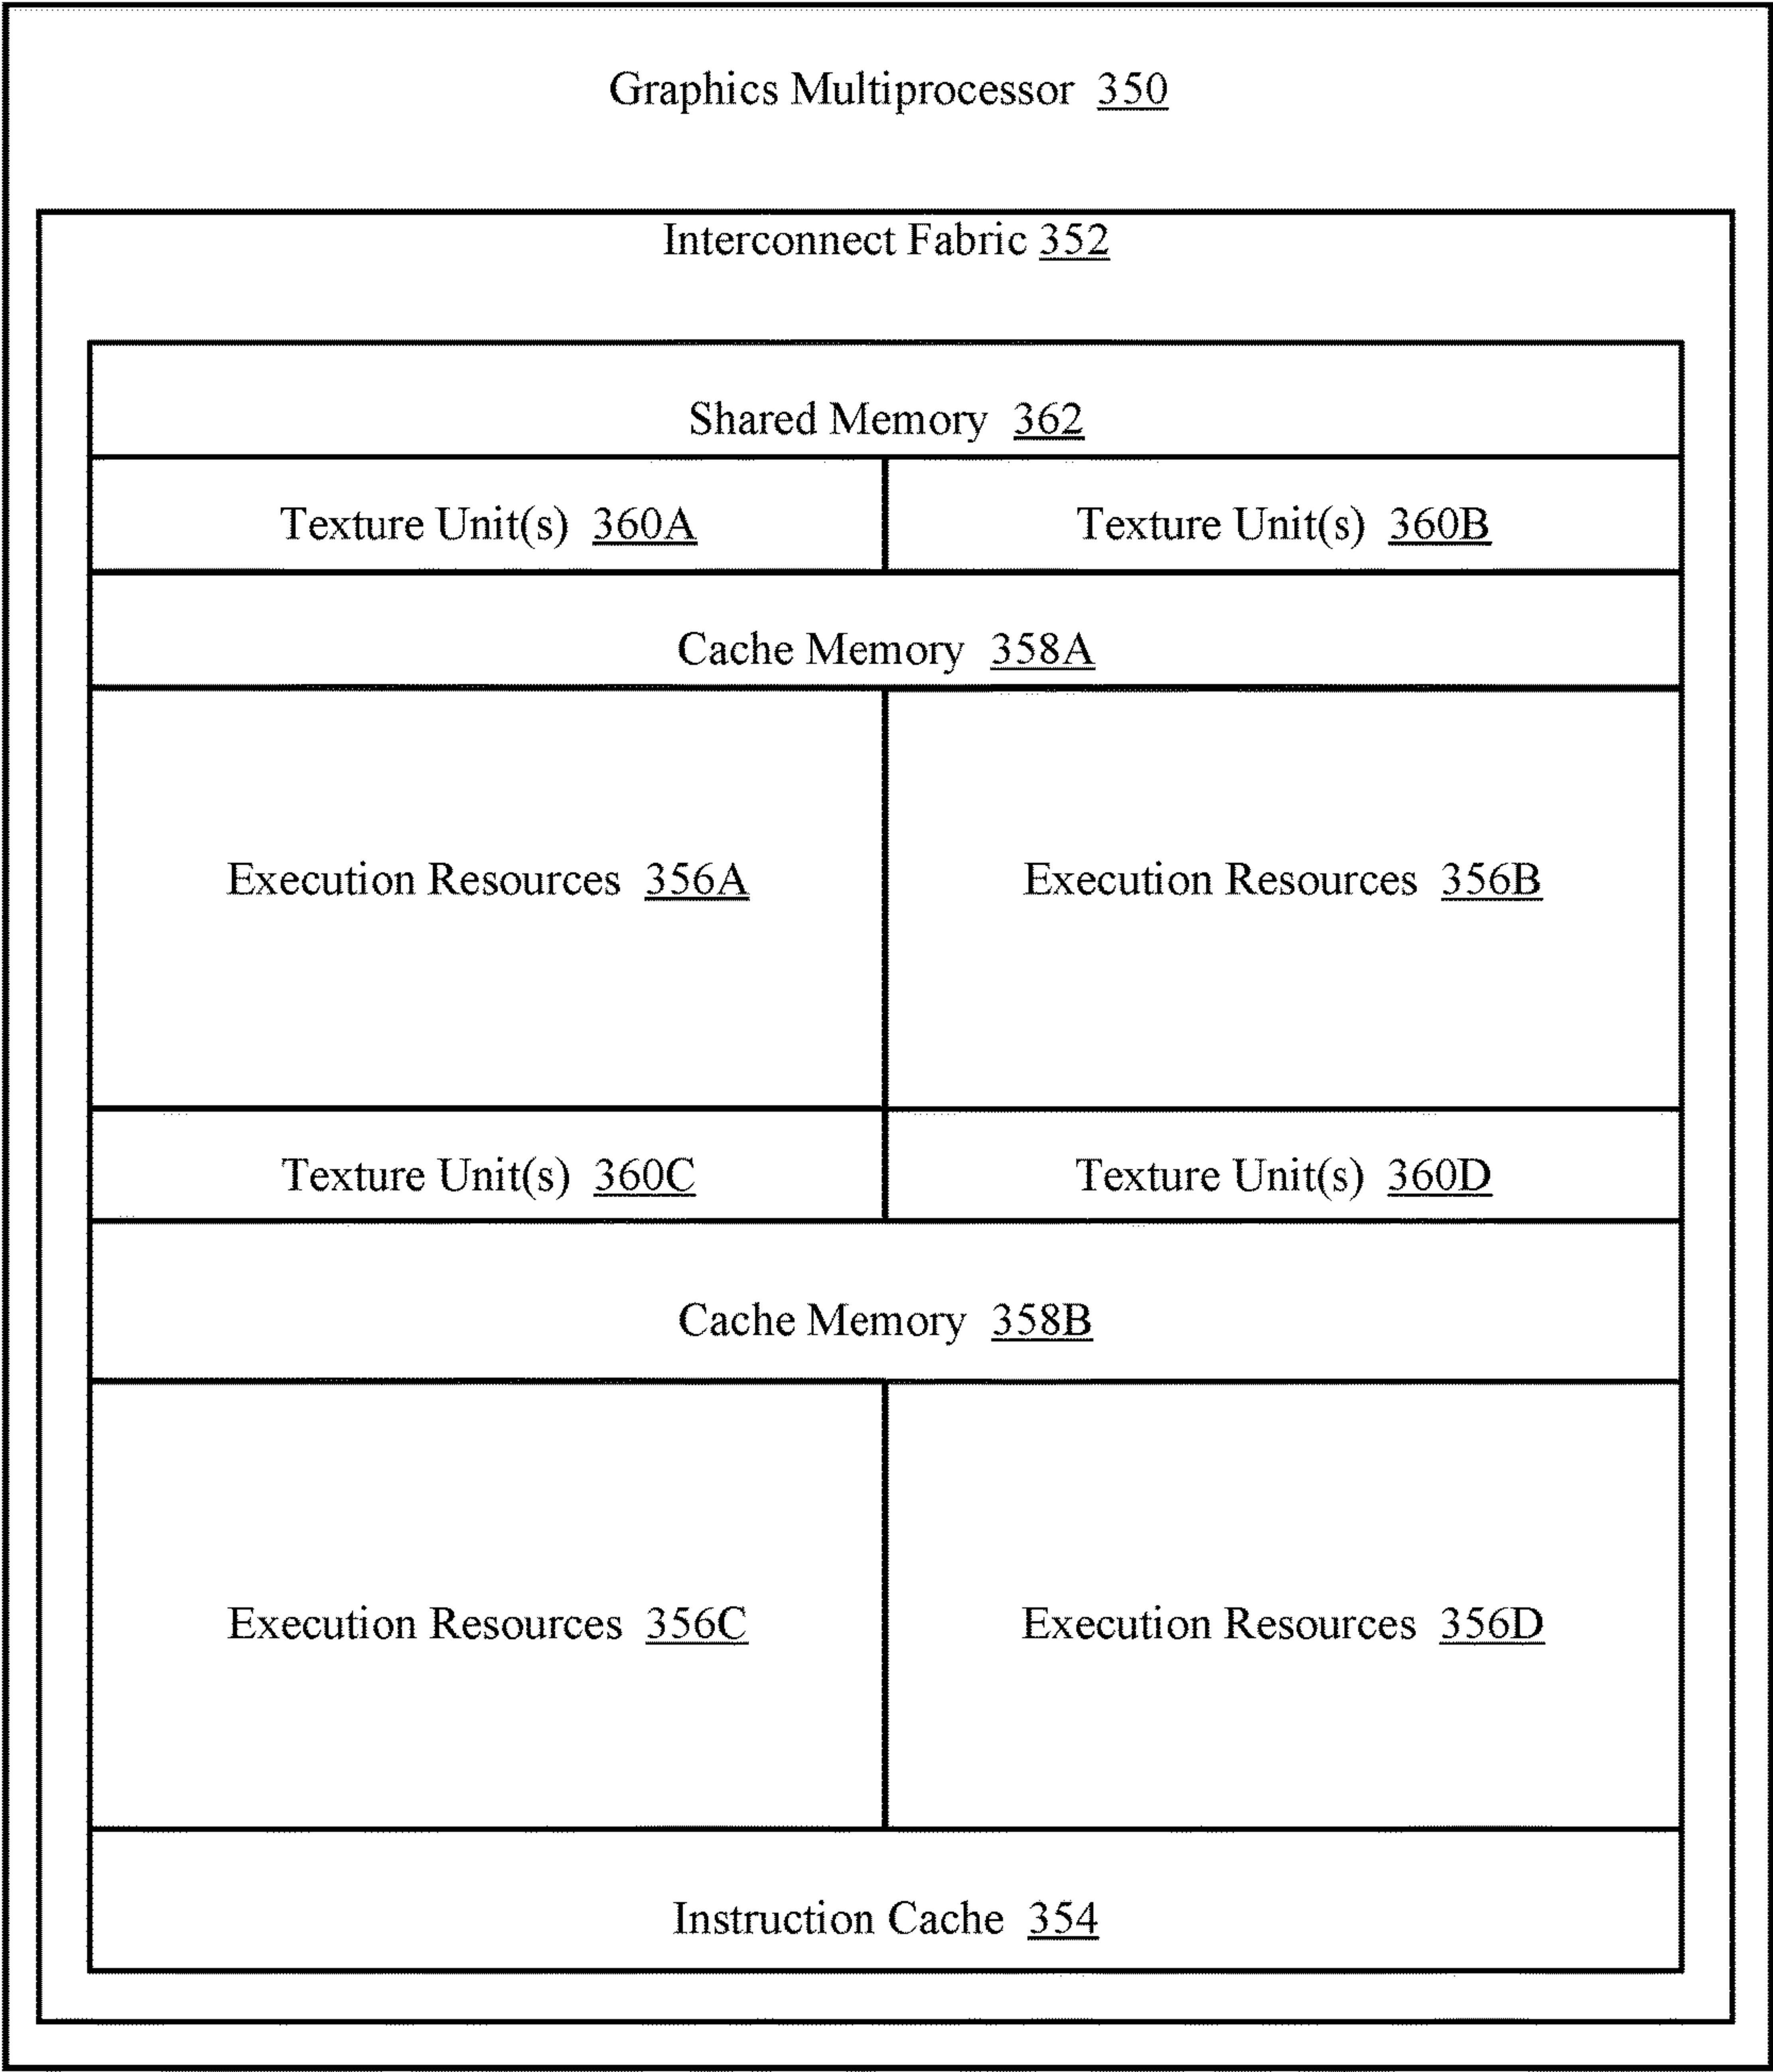 Graphics Multiprocessor 350
Interconnect Fabric 352
Shared Memory 362
Texture Unit(s) 360A
Texture Unit(s) 360B
Cache Memory 358A
Execution Resources 356A
Execution Resources 356B
Texture Unit(s) 360C
Texture Unit(s) 360D
Cache Memory 358B
Execution Resources 356C
Execution Resources 356D
Instruction Cache 354